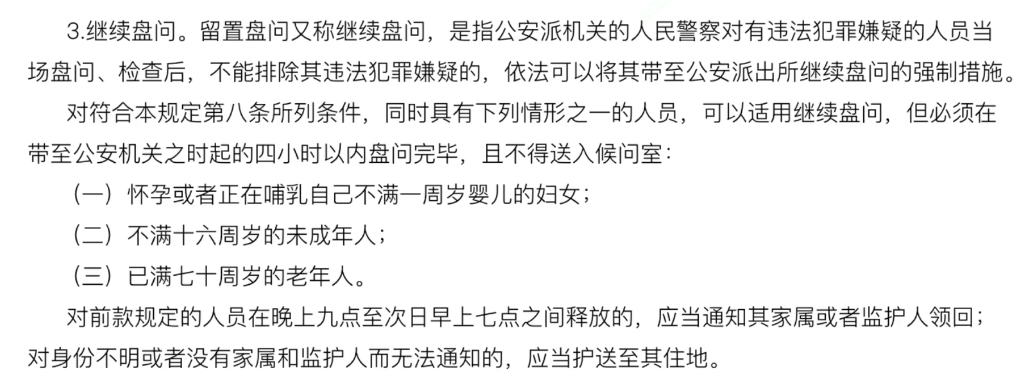 3.继续盘问。留置盘问又称继续盘问，是指公安派机关的人民警察对有违法犯罪嫌疑的人员当
场盘问、检查后，不能排除其违法犯罪嫌疑的，依法可以将其带至公安派出所继续盘问的强制措施。
对符合本规定第八条所列条件，同时具有下列情形之一的人员，可以适用继续盘问，但必须在
带至公安机关之时起的四小时以内盘问完毕，且不得送入候问室：
（一）怀孕或者正在哺乳自己不满一周岁婴儿的妇女；
（二）不满十六周岁的未成年人；
（三）已满七十周岁的老年人。
对前款规定的人员在晚上九点至次日早上七点之间释放的，应当通知其家属或者监护人领回；
对身份不明或者没有家属和监护人而无法通知的，应当护送至其住地。